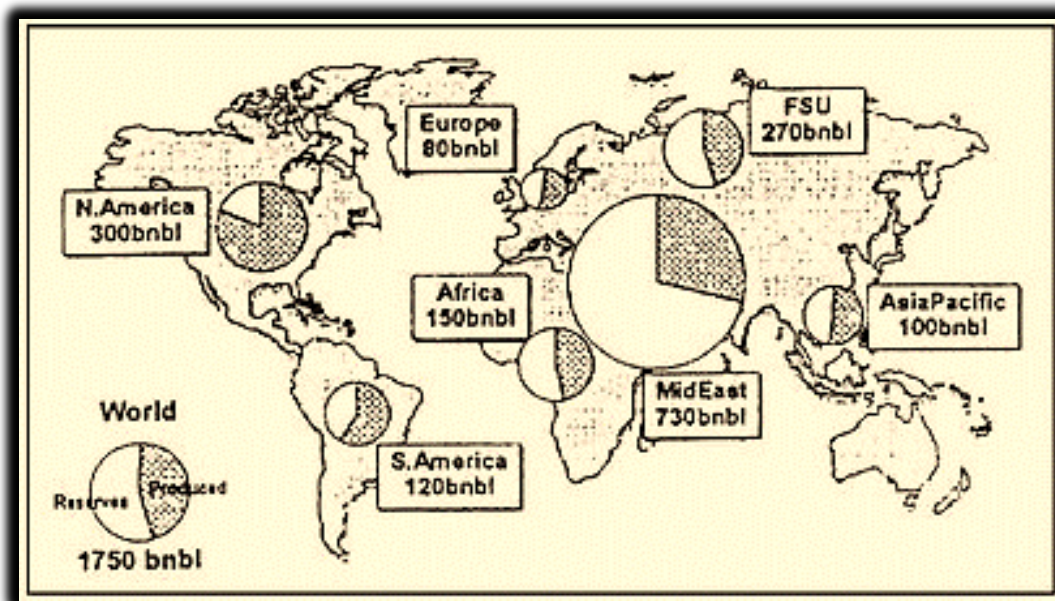 Europe
80bnbl
FSU
270bnbl
N.America
300bnbl
Africa
150bnbl
AsiaPacific
100bnbl
MidEast
730bnbl
World
S.America
120bnbl
Reserves
Produced
1750 bnbl